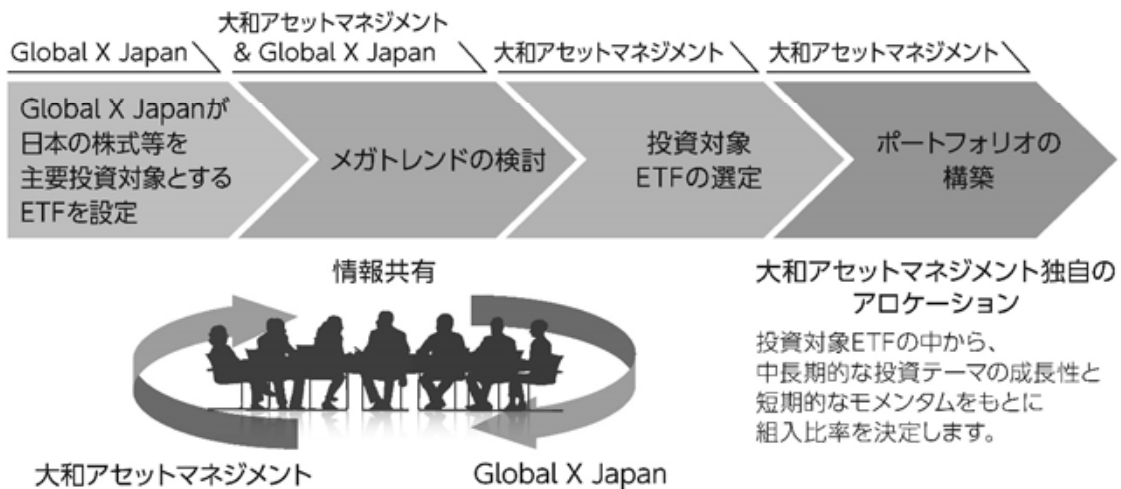 Global X Japan
大和アセットマネジメント
& Global X Japan
大和アセットマネジメント
大和アセットマネジメント
Global X Japanが
日本の株式等を
主要投資対象とする
ETFを設定
メガトレンドの検討
投資対象
ETFの選定
ポートフォリオの
構築
情報共有
大和アセットマネジメント
Global X Japan
大和アセットマネジメント独自の
アロケーション
投資対象ETFの中から、
中長期的な投資テーマの成長性と
短期的なモメンタムをもとに
組入比率を決定します。